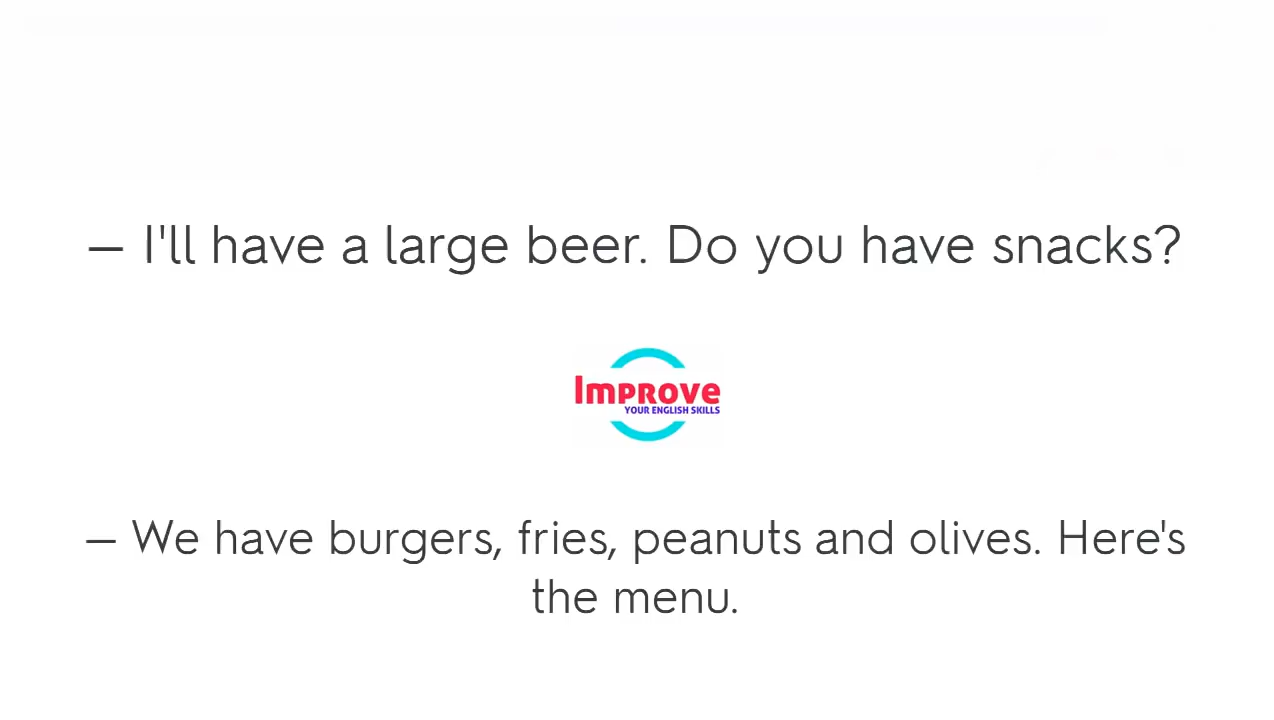 – I'll have a large beer. Do you have snacks?
Improve
YOUR ENGLISH SKILLS
– We have burgers, fries, peanuts and olives. Here's
the menu.